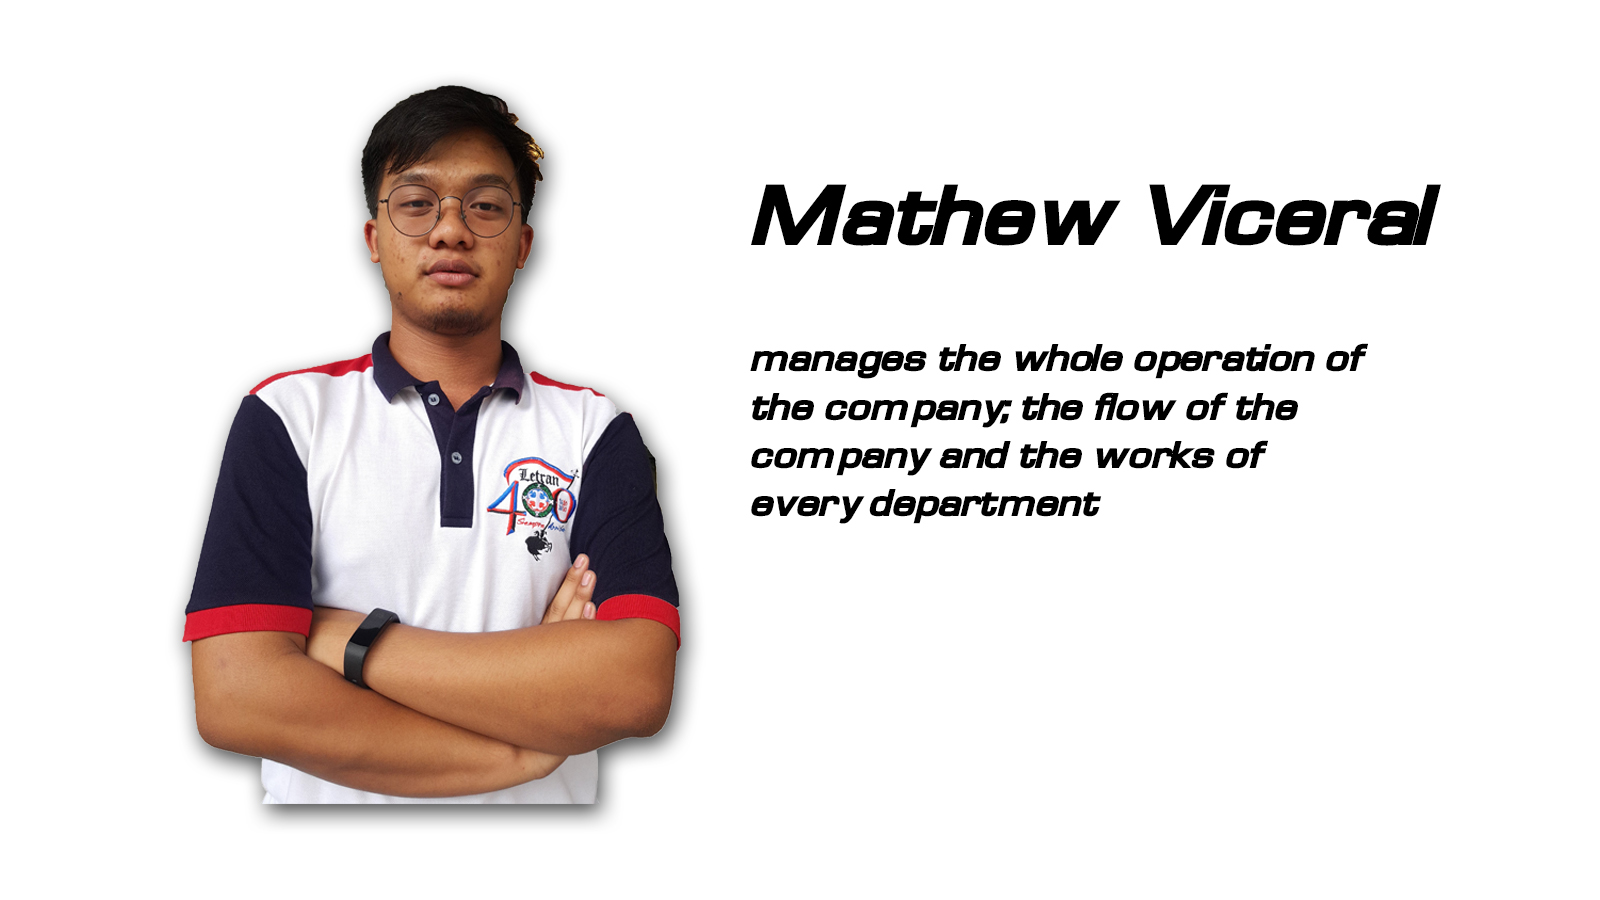 Mathew Viceral
manages the whole operation of
the company; the flow of the
company and the works of
every department
Letran
400